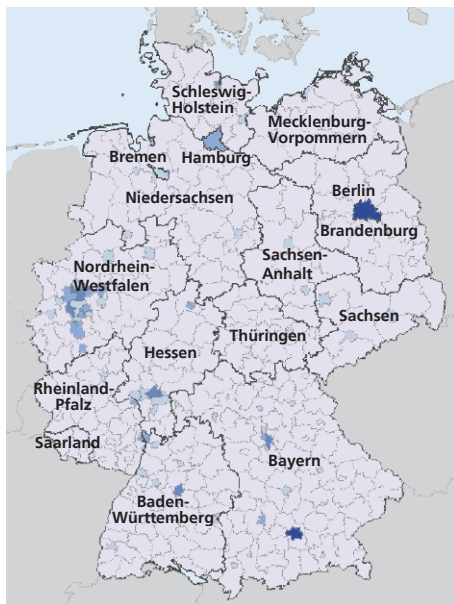 Schleswig-
Holstein
Mecklenburg-
Vorpommern
Bremen
Hamburg
Niedersachsen
Berlin
Brandenburg
Sachsen-
Anhalt
Nordrhein-
Westfalen
Sachsen
Thüringen
Hessen
Rheinland-
Pfalz
Saarland
Bayern
Baden-
Württemberg